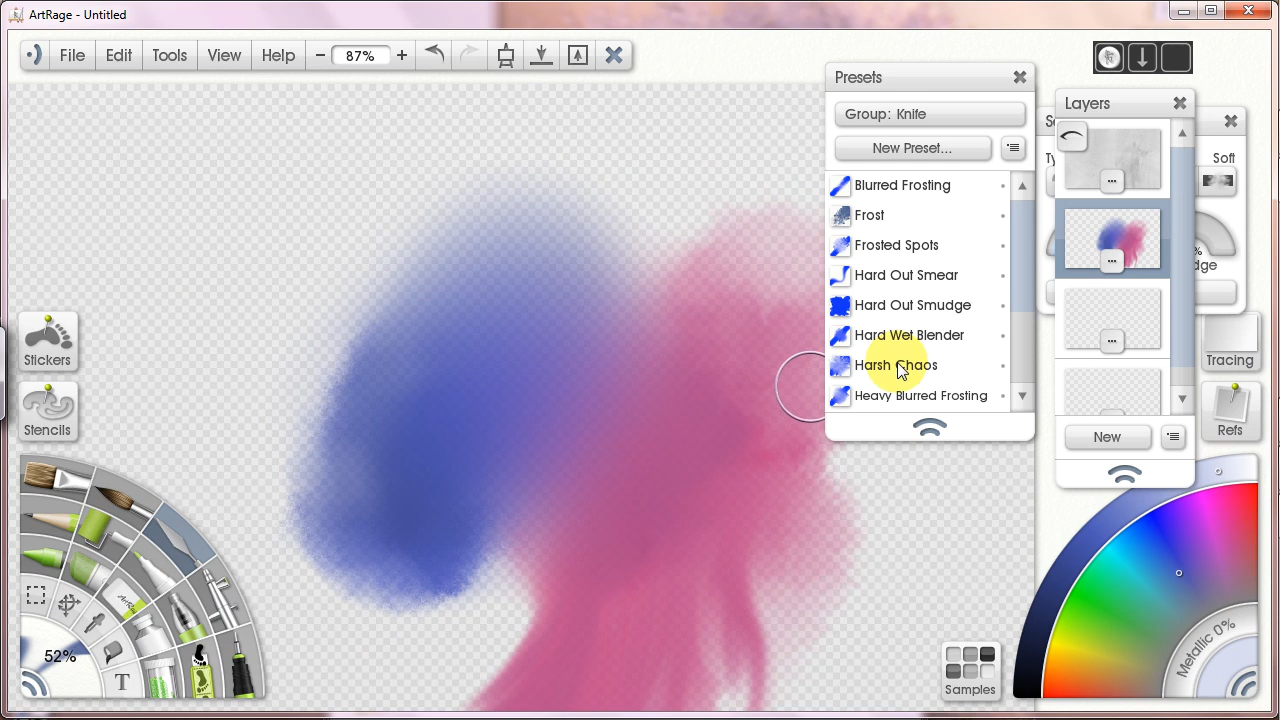 ArtRage - Untitled
File Edit Tools View Help 87%
Presets
Group: Knife
New Preset...
Blurred Frosting
Frost
Frosted Spots
Hard Out Smear
Hard Out Smudge
Hard Wet Blender
Harsh Chaos
Heavy Blurred Frosting
Layers
Soft
%
New
Stickers
Stencils
Tracing
Refs
ArtRage
52%
T
Samples
Metallic 0%